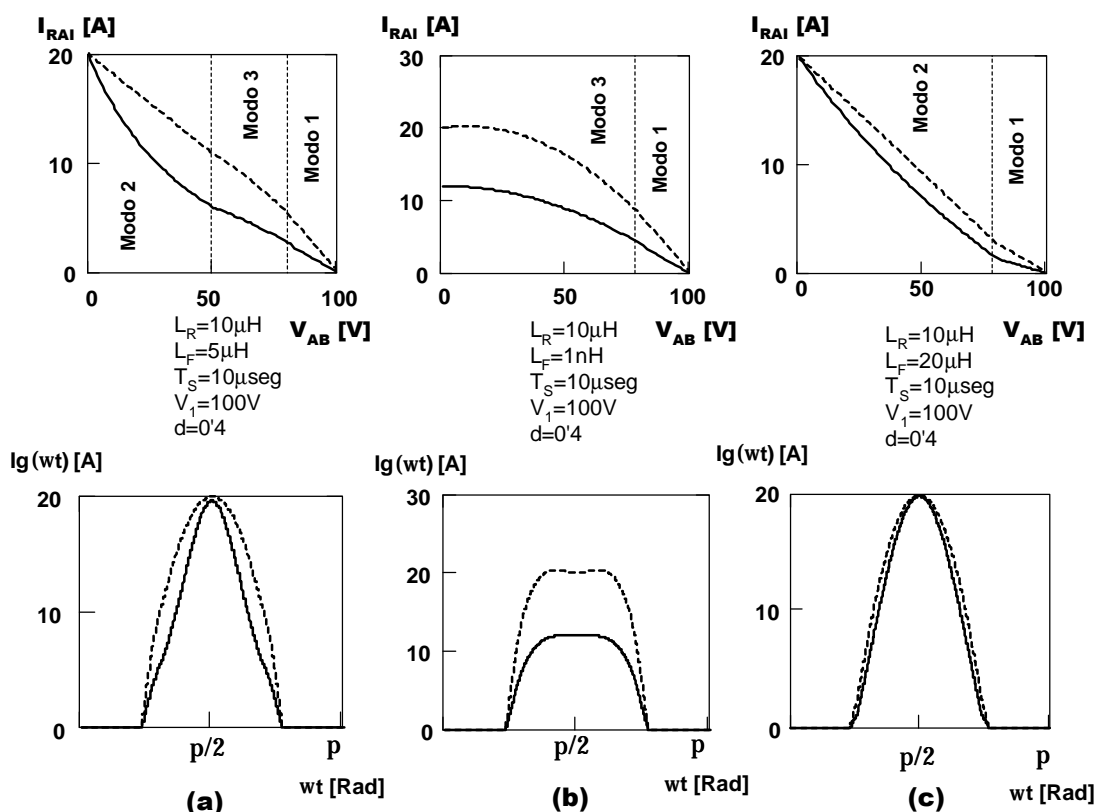 I_RAI [A]
20
10
0
Modo 2
Modo 3
Modo 1
0
50
100
V_AB [V]
L_R=10μH
L_F=5μH
T_S=10μseg
V_1=100V
d=0'4
I_RAI [A]
30
20
10
0
Modo 3
Modo 1
0
50
100
V_AB [V]
L_R=10μH
L_F=1nH
T_S=10μseg
V_1=100V
d=0'4
I_RAI [A]
20
10
0
Modo 2
Modo 1
0
50
100
V_AB [V]
L_R=10μH
L_F=20μH
T_S=10μseg
V_1=100V
d=0'4
Ig(wt) [A]
20
10
0
p/2
p
wt [Rad]
(a)
Ig(wt) [A]
30
20
10
0
p/2
p
wt [Rad]
(b)
Ig(wt) [A]
20
10
0
p/2
p
wt [Rad]
(c)